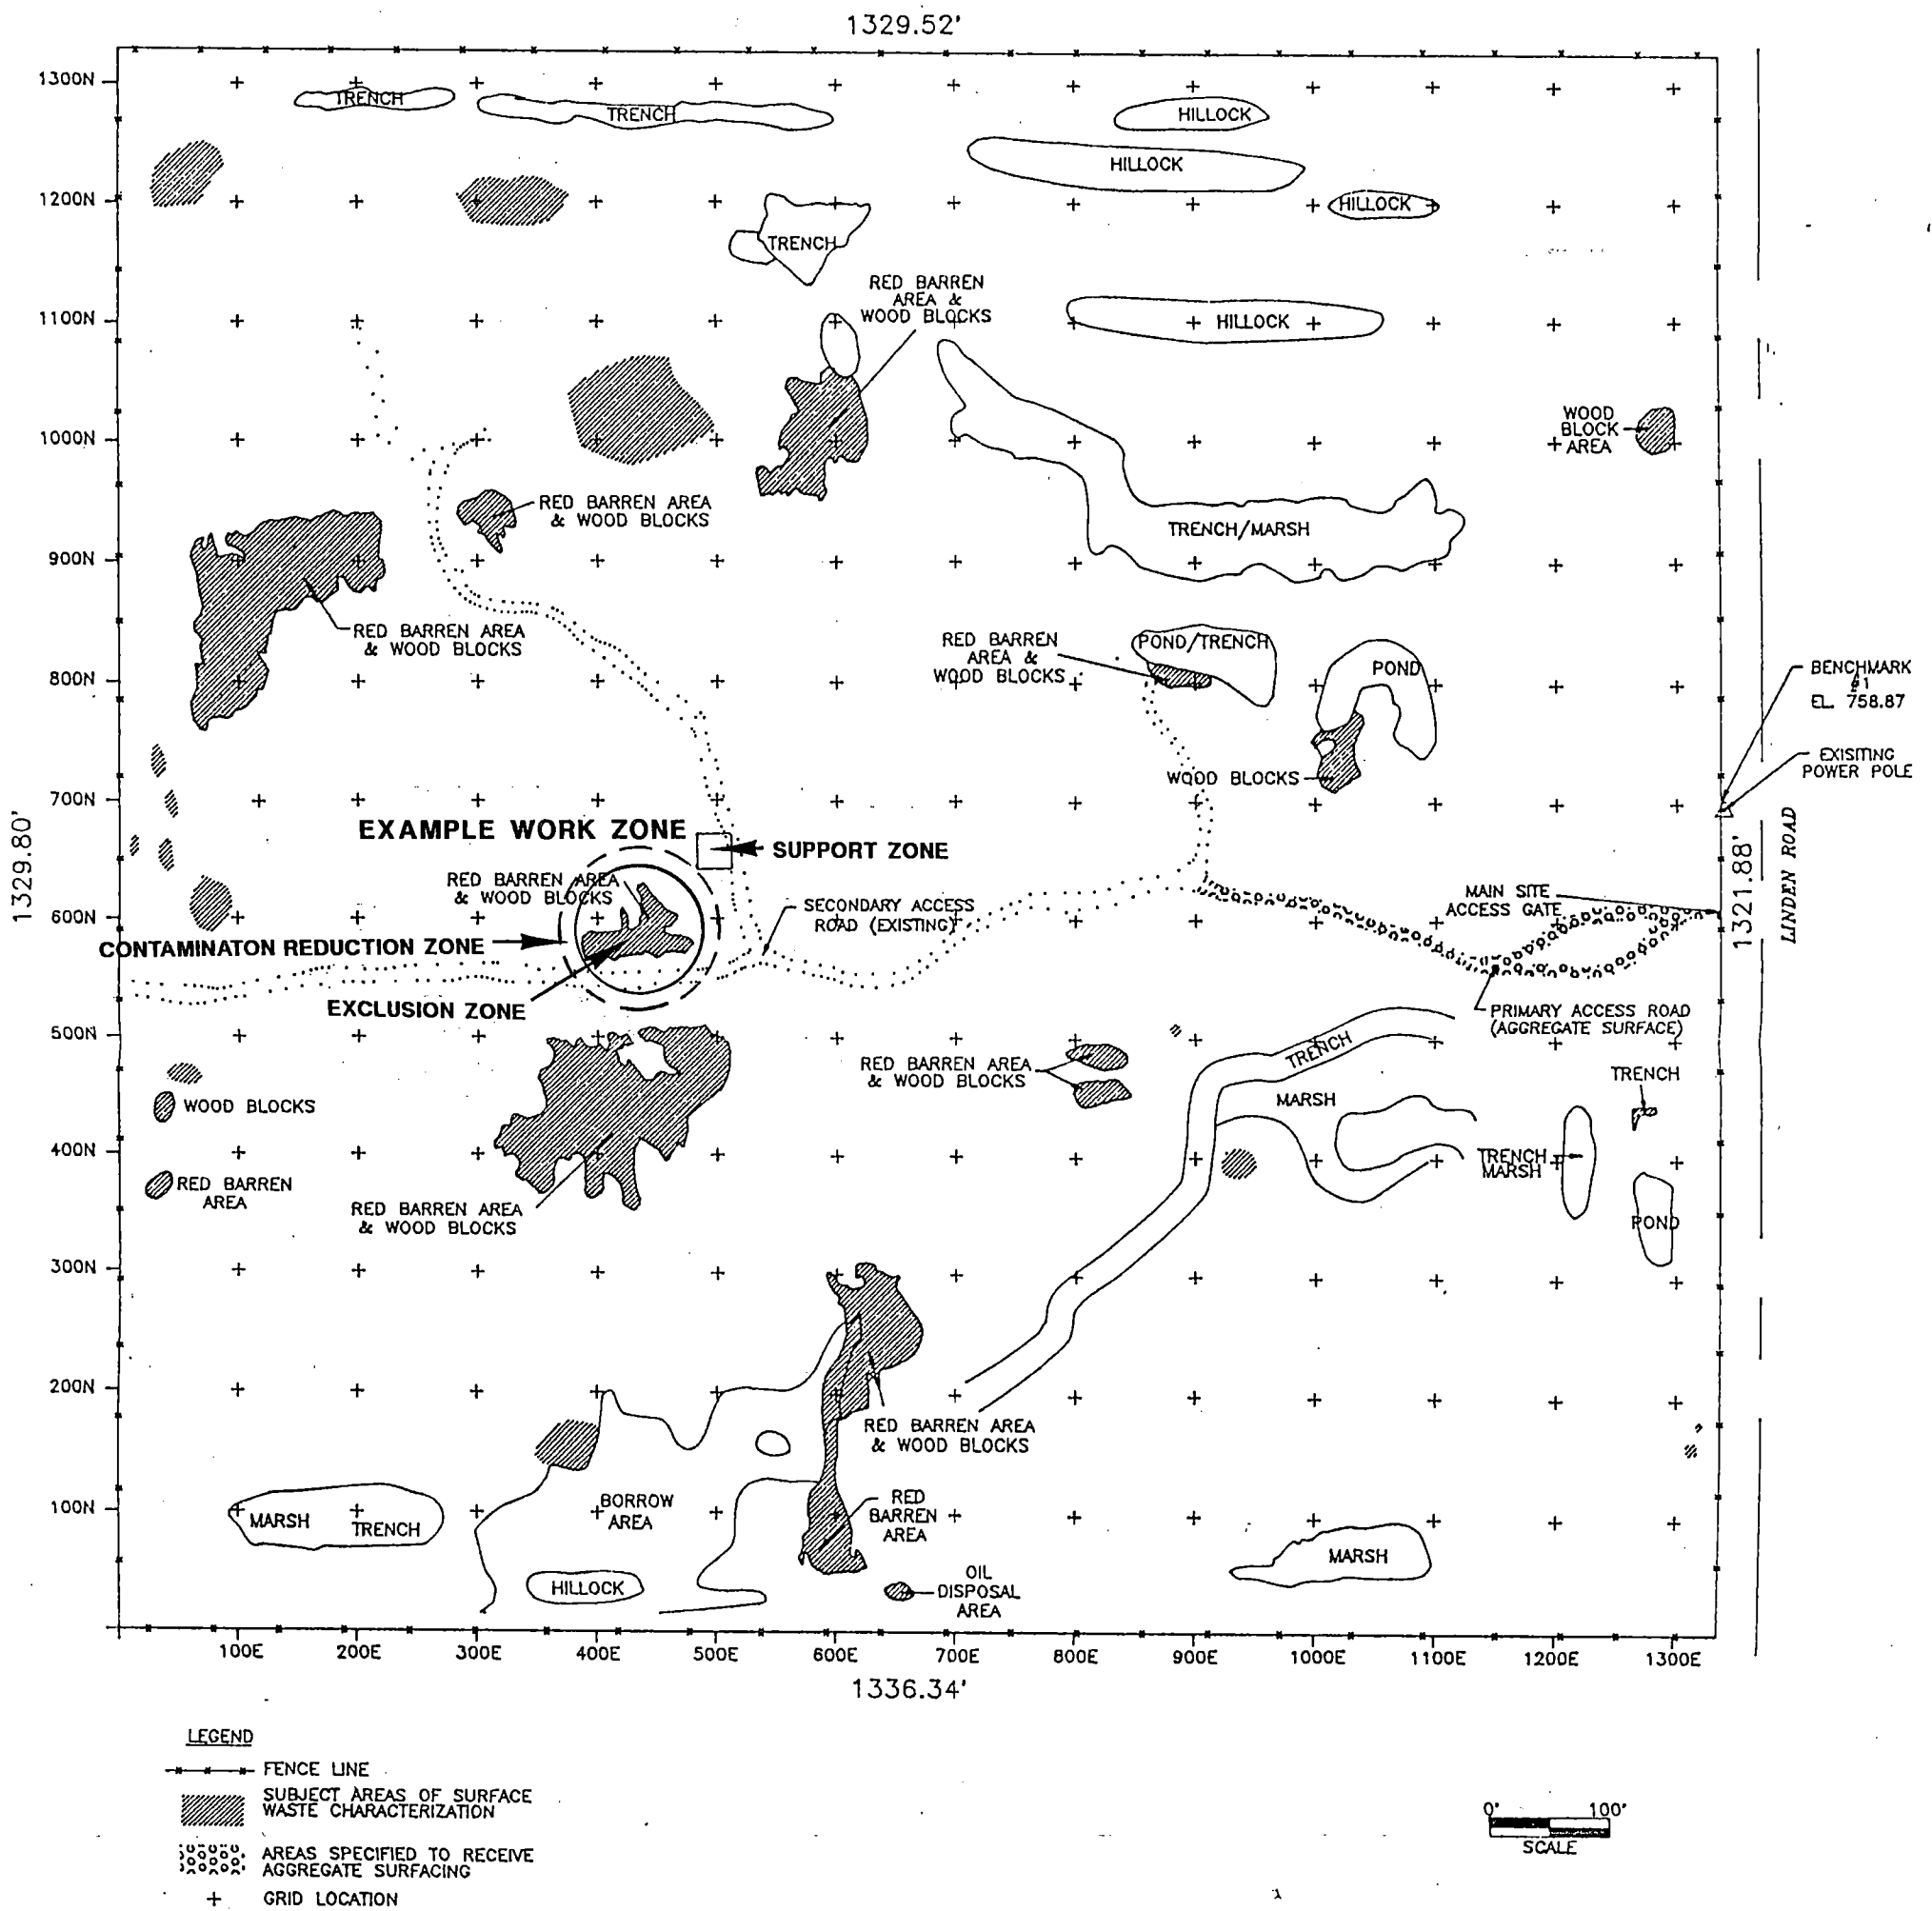 1329.52'
1300N
TRENCH
TRENCH
HILLOCK
HILLOCK
1200N
HILLOCK
TRENCH
RED BARREN
AREA &
WOOD BLOCKS
1100N
HILLOCK
WOOD
BLOCK
AREA
1000N
RED BARREN AREA
& WOOD BLOCKS
TRENCH/MARSH
900N
RED BARREN AREA
& WOOD BLOCKS
RED BARREN
AREA &
WOOD BLOCKS
POND/TRENCH
POND
800N
BENCHMARK
#1
EL. 758.87
WOOD BLOCKS
EXISITING
POWER POLE
700N
EXAMPLE WORK ZONE
SUPPORT ZONE
1329.80'
1321.88'
LINDEN ROAD
RED BARREN AREA
& WOOD BLOCKS
SECONDARY ACCESS
ROAD (EXISTING)
MAIN SITE
ACCESS GATE
600N
CONTAMINATON REDUCTION ZONE
EXCLUSION ZONE
PRIMARY ACCESS ROAD
(AGGREGATE SURFACE)
500N
TRENCH
RED BARREN AREA
& WOOD BLOCKS
TRENCH
WOOD BLOCKS
MARSH
400N
TRENCH
MARSH
RED BARREN
AREA
RED BARREN AREA
& WOOD BLOCKS
POND
300N
200N
RED BARREN AREA
& WOOD BLOCKS
100N
MARSH
TRENCH
BORROW
AREA
RED
BARREN
AREA
MARSH
HILLOCK
OIL
DISPOSAL
AREA
100E 200E 300E 400E 500E 600E 700E 800E 900E 1000E 1100E 1200E 1300E
1336.34'
LEGEND
FENCE LINE
SUBJECT AREAS OF SURFACE
WASTE CHARACTERIZATION
AREAS SPECIFIED TO RECEIVE
AGGREGATE SURFACING
+ GRID LOCATION
0' 100'
SCALE